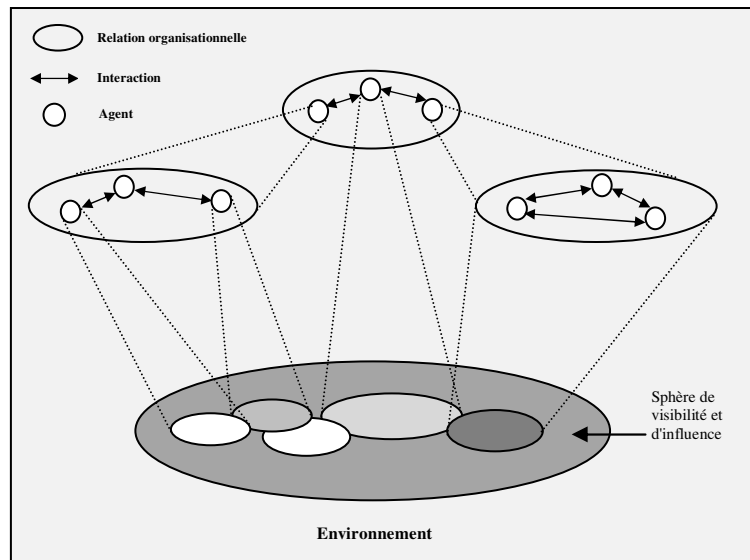 Relation organisationnelle
Interaction
Agent
Sphère de
visibilité et
d'influence
Environnement